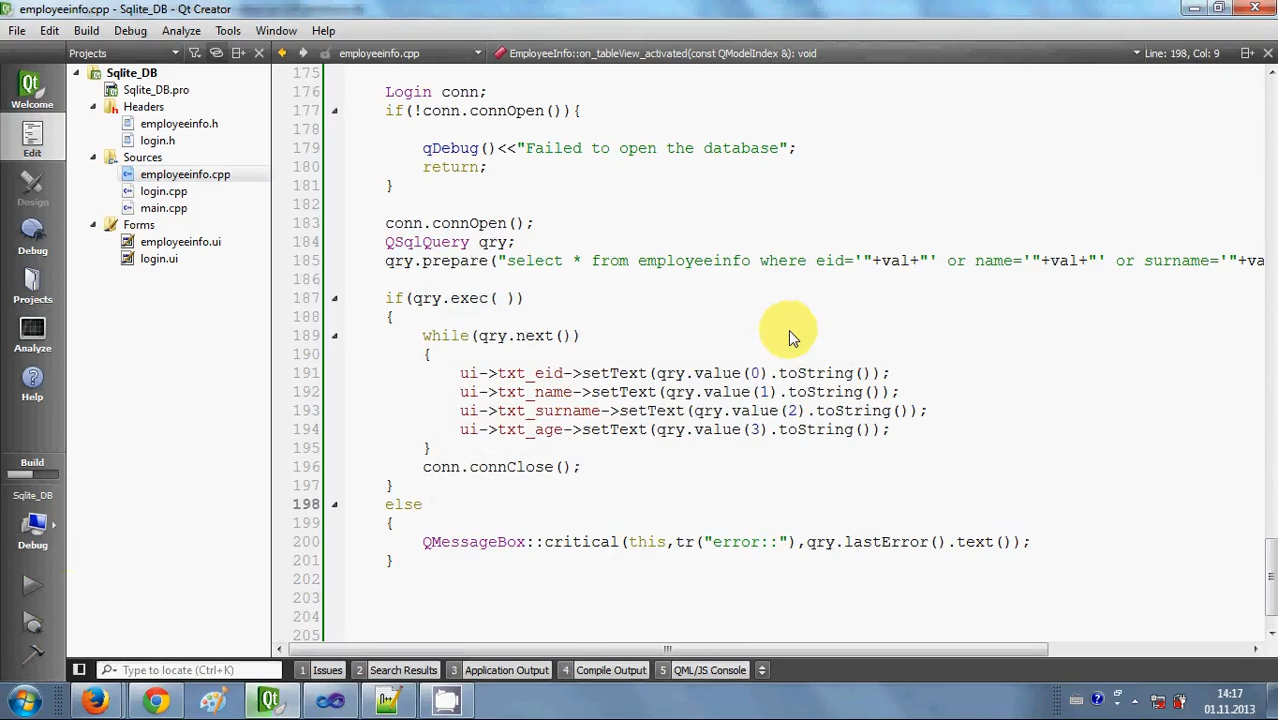 employeeinfo.cpp - Sqlite_DB - Qt Creator
File Edit Build Debug Analyze Tools Window Help
Projects employeeinfo.cpp EmployeeInfo::on_tableView_activated(const QModelIndex &): void Line: 198, Col: 9
Welcome
Edit
Design
Debug
Projects
Analyze
Help
Build
Sqlite_DB
Debug
Sqlite_DB
Sqlite_DB.pro
Headers
employeeinfo.h
login.h
Sources
employeeinfo.cpp
login.cpp
main.cpp
Forms
employeeinfo.ui
login.ui
175
176 Login conn;
177 if(!conn.connOpen()){
178
179 qDebug()<<"Failed to open the database";
180 return;
181 }
182
183 conn.connOpen();
184 QSqlQuery qry;
185 qry.prepare("select * from employeeinfo where eid='"+val+"' or name='"+val+"' or surname='"+va
186
187 if(qry.exec( ))
188 {
189 while(qry.next())
190 {
191 ui->txt_eid->setText(qry.value(0).toString());
192 ui->txt_name->setText(qry.value(1).toString());
193 ui->txt_surname->setText(qry.value(2).toString());
194 ui->txt_age->setText(qry.value(3).toString());
195 }
196 conn.connClose();
197 }
198 else
199 {
200 QMessageBox::critical(this,tr("error::"),qry.lastError().text());
201 }
202
203
204
205
Type to locate (Ctrl+K) 1 Issues 2 Search Results 3 Application Output 4 Compile Output 5 QML/JS Console
14:17
01.11.2013